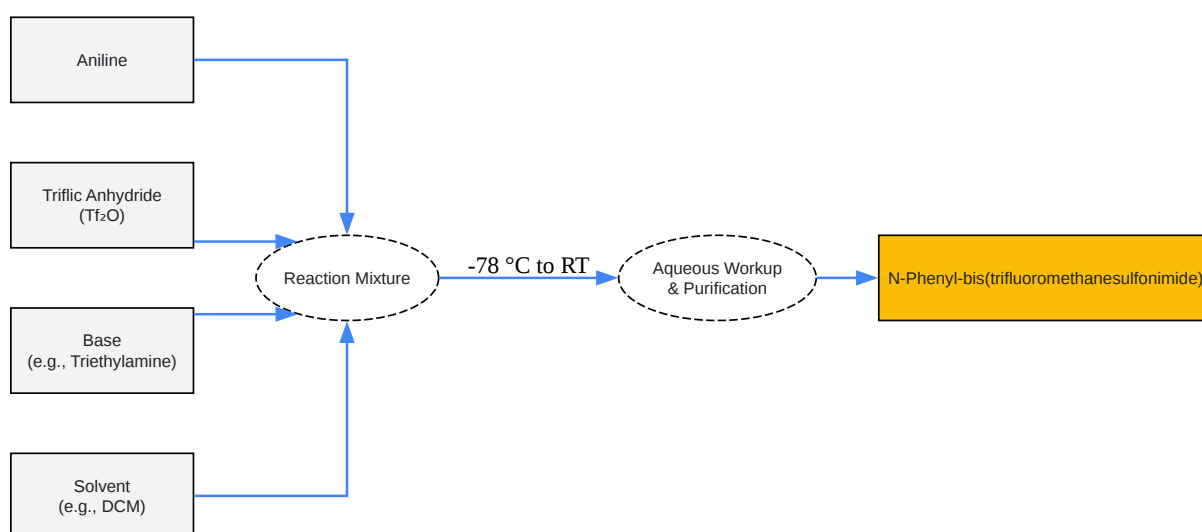 Aniline
Triflic Anhydride
(Tf₂O)
Base
(e.g., Triethylamine)
Solvent
(e.g., DCM)
Reaction Mixture
-78 °C to RT
Aqueous Workup
& Purification
N-Phenyl-bis(trifluoromethanesulfonimide)